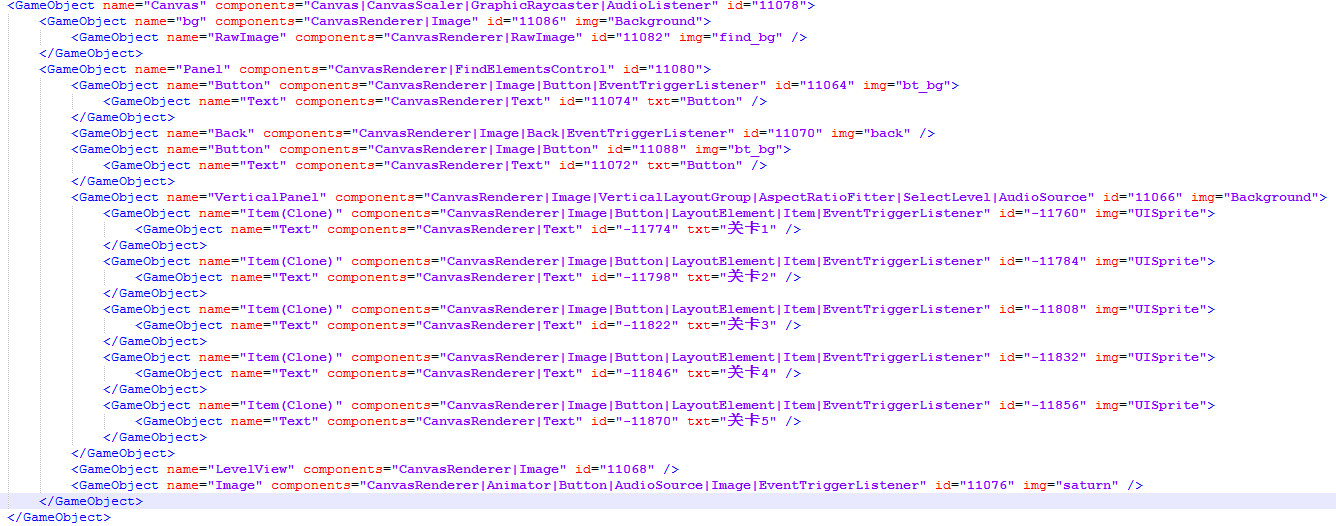 <GameObject name="Canvas" components="Canvas|CanvasScaler|GraphicRaycaster|AudioListener" id="11078">
<GameObject name="bg" components="CanvasRenderer|Image" id="11086" img="Background">
<GameObject name="RawImage" components="CanvasRenderer|RawImage" id="11082" img="find_bg" />
</GameObject>
<GameObject name="Panel" components="CanvasRenderer|FindElementsControl" id="11080">
<GameObject name="Button" components="CanvasRenderer|Image|Button|EventTriggerListener" id="11064" img="bt_bg">
<GameObject name="Text" components="CanvasRenderer|Text" id="11074" txt="Button" />
</GameObject>
<GameObject name="Back" components="CanvasRenderer|Image|Back|EventTriggerListener" id="11070" img="back" />
<GameObject name="Button" components="CanvasRenderer|Image|Button" id="11088" img="bt_bg">
<GameObject name="Text" components="CanvasRenderer|Text" id="11072" txt="Button" />
</GameObject>
<GameObject name="VerticalPanel" components="CanvasRenderer|Image|VerticalLayoutGroup|AspectRatioFitter|SelectLevel|AudioSource" id="11066" img="Background">
<GameObject name="Item(Clone)" components="CanvasRenderer|Image|Button|LayoutElement|Item|EventTriggerListener" id="-11760" img="UISprite">
<GameObject name="Text" components="CanvasRenderer|Text" id="-11774" txt="关卡1" />
</GameObject>
<GameObject name="Item(Clone)" components="CanvasRenderer|Image|Button|LayoutElement|Item|EventTriggerListener" id="-11784" img="UISprite">
<GameObject name="Text" components="CanvasRenderer|Text" id="-11798" txt="关卡2" />
</GameObject>
<GameObject name="Item(Clone)" components="CanvasRenderer|Image|Button|LayoutElement|Item|EventTriggerListener" id="-11808" img="UISprite">
<GameObject name="Text" components="CanvasRenderer|Text" id="-11822" txt="关卡3" />
</GameObject>
<GameObject name="Item(Clone)" components="CanvasRenderer|Image|Button|LayoutElement|Item|EventTriggerListener" id="-11832" img="UISprite">
<GameObject name="Text" components="CanvasRenderer|Text" id="-11846" txt="关卡4" />
</GameObject>
<GameObject name="Item(Clone)" components="CanvasRenderer|Image|Button|LayoutElement|Item|EventTriggerListener" id="-11856" img="UISprite">
<GameObject name="Text" components="CanvasRenderer|Text" id="-11870" txt="关卡5" />
</GameObject>
</GameObject>
<GameObject name="LevelView" components="CanvasRenderer|Image" id="11068" />
<GameObject name="Image" components="CanvasRenderer|Animator|Button|AudioSource|Image|EventTriggerListener" id="11076" img="saturn" />
</GameObject>
</GameObject>